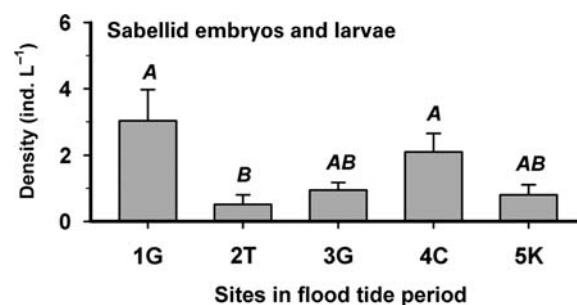 Sabellid embryos and larvae
Density (ind. L⁻¹)
6
4
2
0
A
B
AB
A
AB
1G 2T 3G 4C 5K
Sites in flood tide period